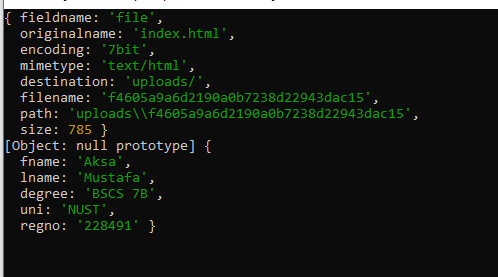 { fieldname: 'file',
originalname: 'index.html',
encoding: '7bit',
mimetype: 'text/html',
destination: 'uploads/',
filename: 'f4605a9a6d2190a0b7238d22943dac15',
path: 'uploads\\f4605a9a6d2190a0b7238d22943dac15',
size: 785 }
[Object: null prototype] {
fname: 'Aksa',
lname: 'Mustafa',
degree: 'BSCS 7B',
uni: 'NUST',
regno: '228491' }